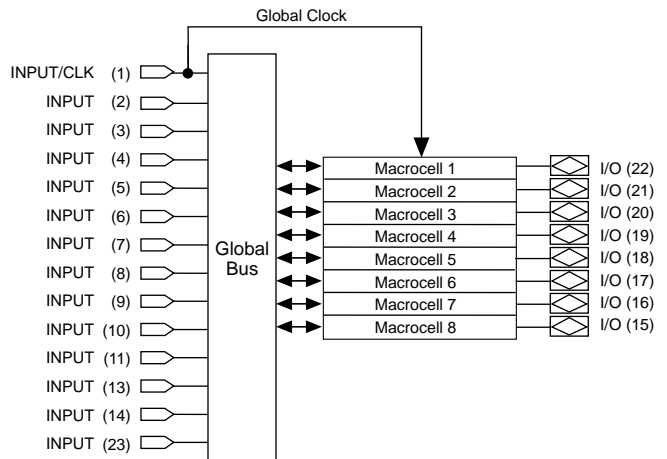 Global Clock
INPUT/CLK (1)
INPUT (2)
INPUT (3)
INPUT (4)
INPUT (5)
INPUT (6)
INPUT (7)
INPUT (8)
INPUT (9)
INPUT (10)
INPUT (11)
INPUT (13)
INPUT (14)
INPUT (23)
Global
Bus
Macrocell 1
Macrocell 2
Macrocell 3
Macrocell 4
Macrocell 5
Macrocell 6
Macrocell 7
Macrocell 8
I/O (22)
I/O (21)
I/O (20)
I/O (19)
I/O (18)
I/O (17)
I/O (16)
I/O (15)